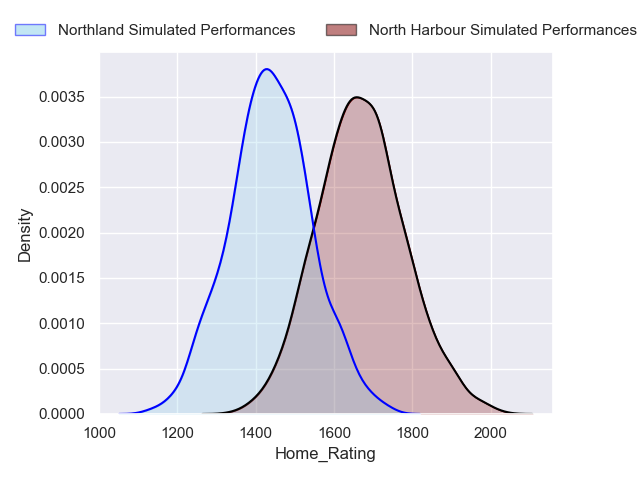 Northland Simulated Performances North Harbour Simulated Performances
0.0035
0.0030
0.0025
0.0020
0.0015
0.0010
0.0005
0.0000
Density
1000 1200 1400 1600 1800 2000
Home_Rating